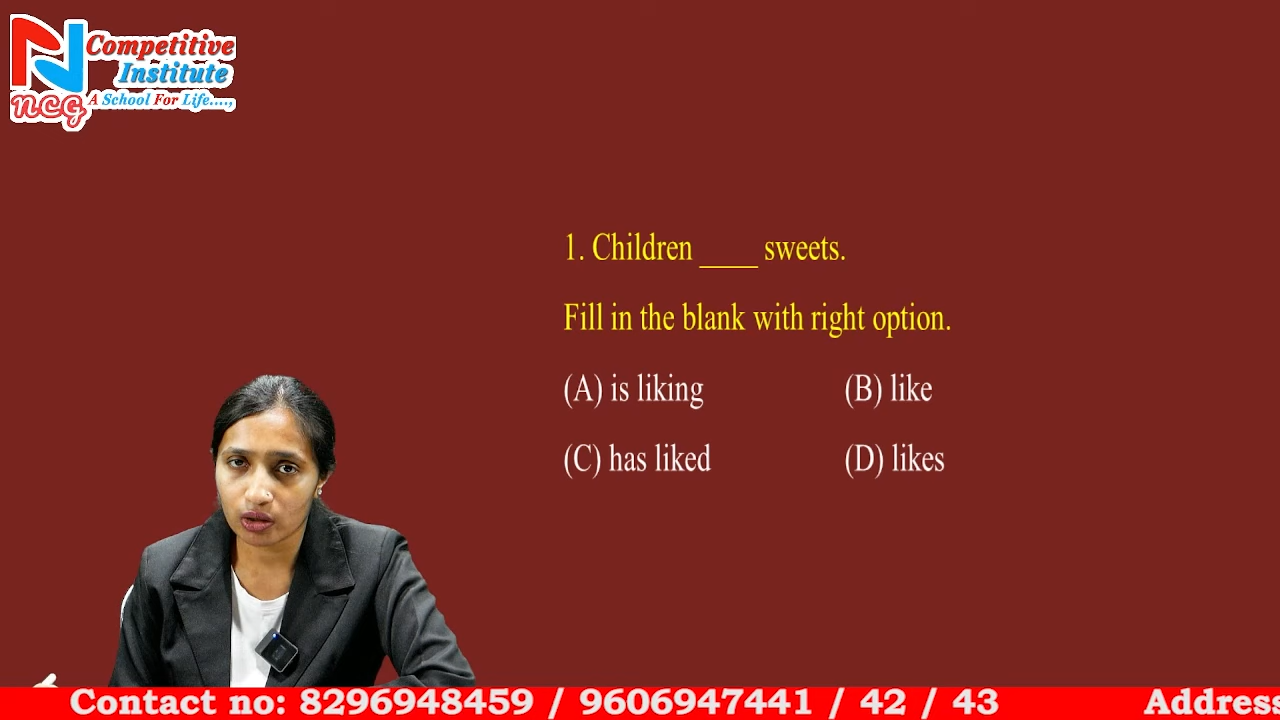 Competitive
Institute
NCG A School For Life....,
1. Children ____ sweets.
Fill in the blank with right option.
(A) is liking (B) like
(C) has liked (D) likes
Contact no: 8296948459 / 9606947441 / 42 / 43 Address